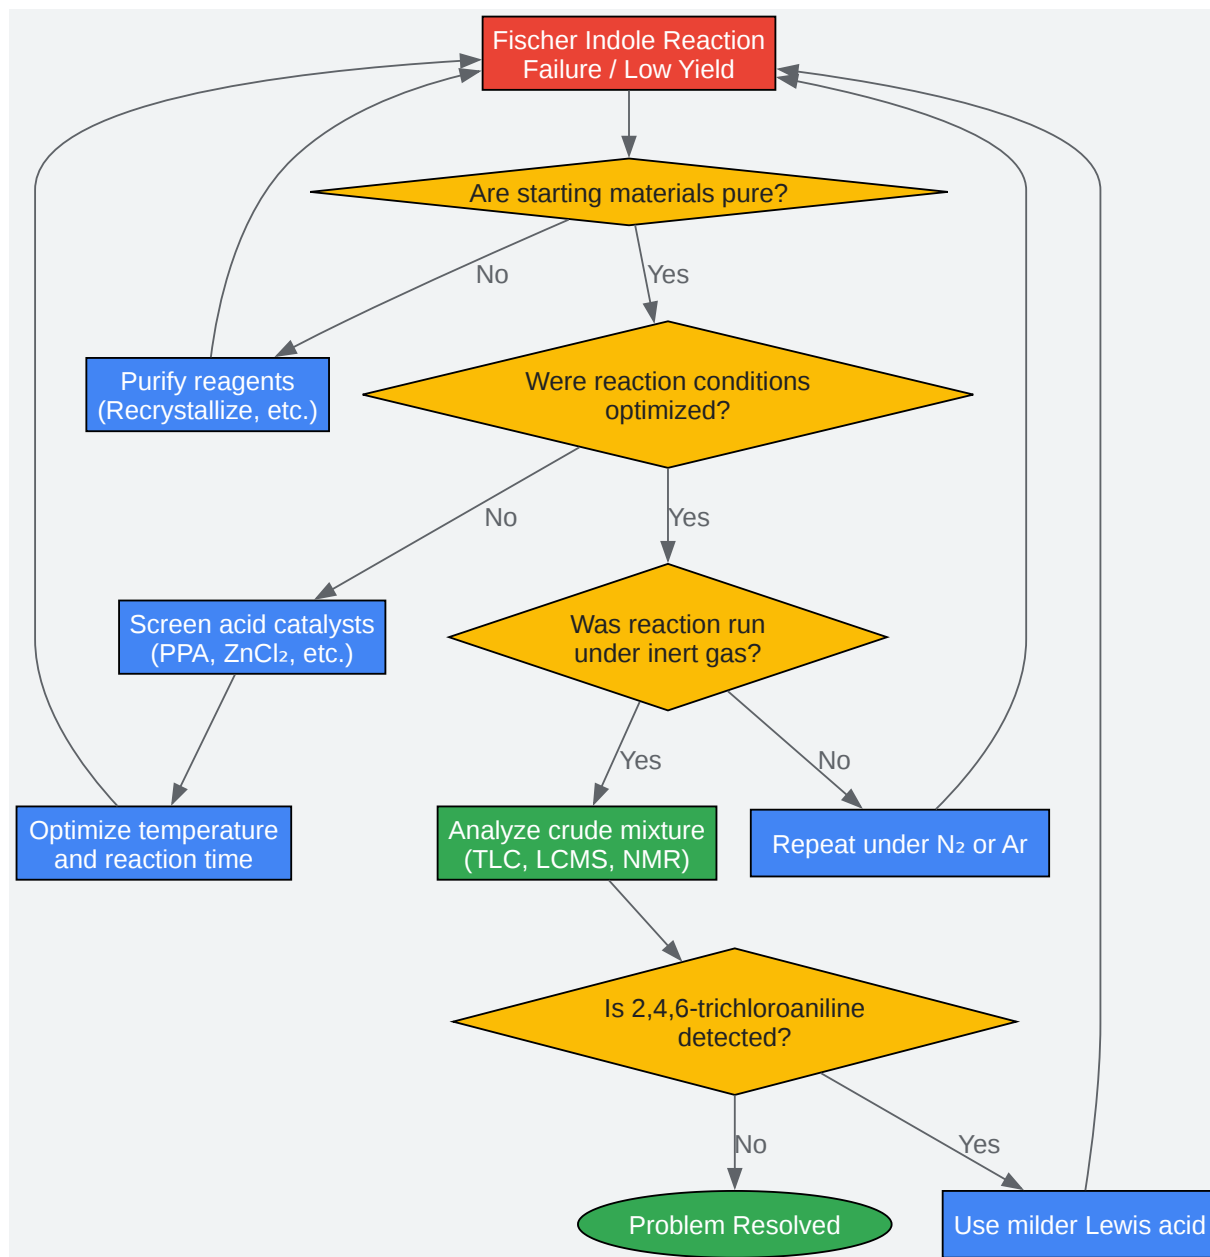 Fischer Indole Reaction
Failure / Low Yield
Are starting materials pure?
No
Yes
Purify reagents
(Recrystallize, etc.)
Were reaction conditions
optimized?
No
Yes
Screen acid catalysts
(PPA, ZnCl₂, etc.)
Was reaction run
under inert gas?
Yes
No
Optimize temperature
and reaction time
Analyze crude mixture
(TLC, LCMS, NMR)
Repeat under N₂ or Ar
Is 2,4,6-trichloroaniline
detected?
No
Yes
Problem Resolved
Use milder Lewis acid